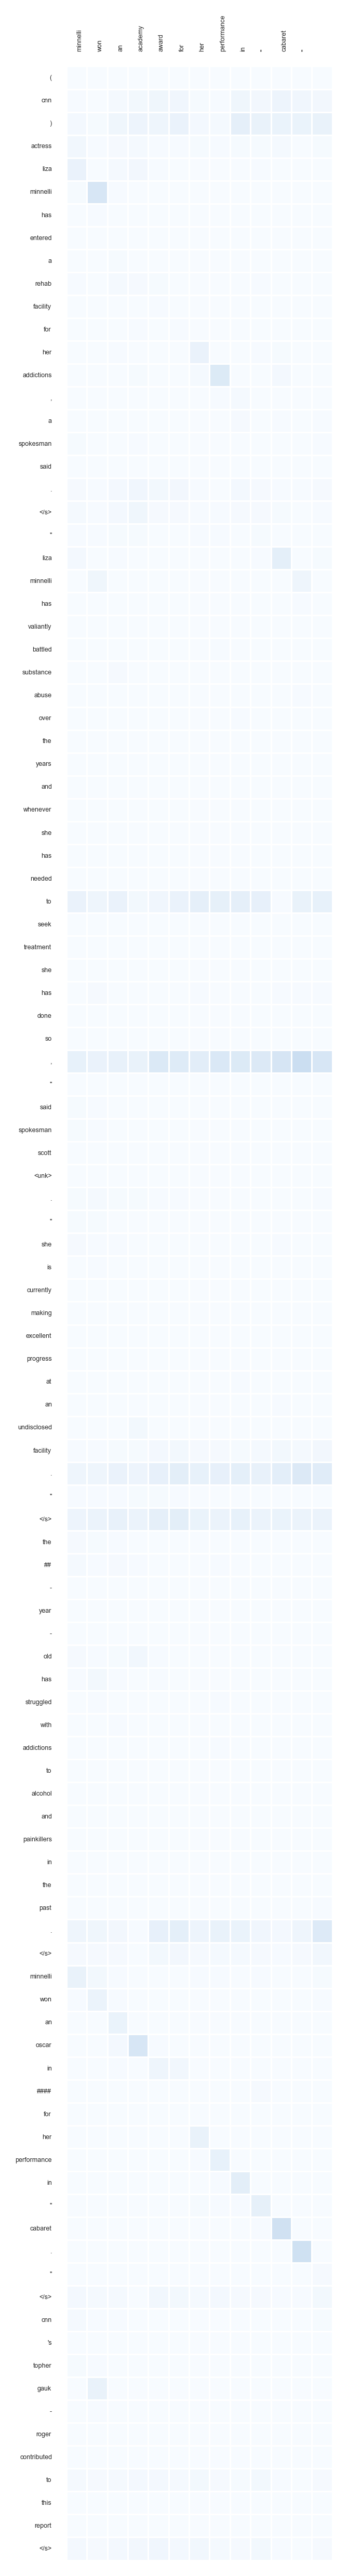 minnelli won an academy award for her performance in " cabaret "
(
cnn
)
actress
liza
minnelli
has
entered
a
rehab
facility
for
her
addictions
,
a
spokesman
said
.
</s>
"
liza
minnelli
has
valiantly
battled
substance
abuse
over
the
years
and
whenever
she
has
needed
to
seek
treatment
she
has
done
so
,
"
said
spokesman
scott
<unk>
.
"
she
is
currently
making
excellent
progress
at
an
undisclosed
facility
.
"
</s>
the
##
-
year
-
old
has
struggled
with
addictions
to
alcohol
and
painkillers
in
the
past
.
</s>
minnelli
won
an
oscar
in
####
for
her
performance
in
"
cabaret
.
"
</s>
cnn
's
topher
gauk
-
roger
contributed
to
this
report
</s>